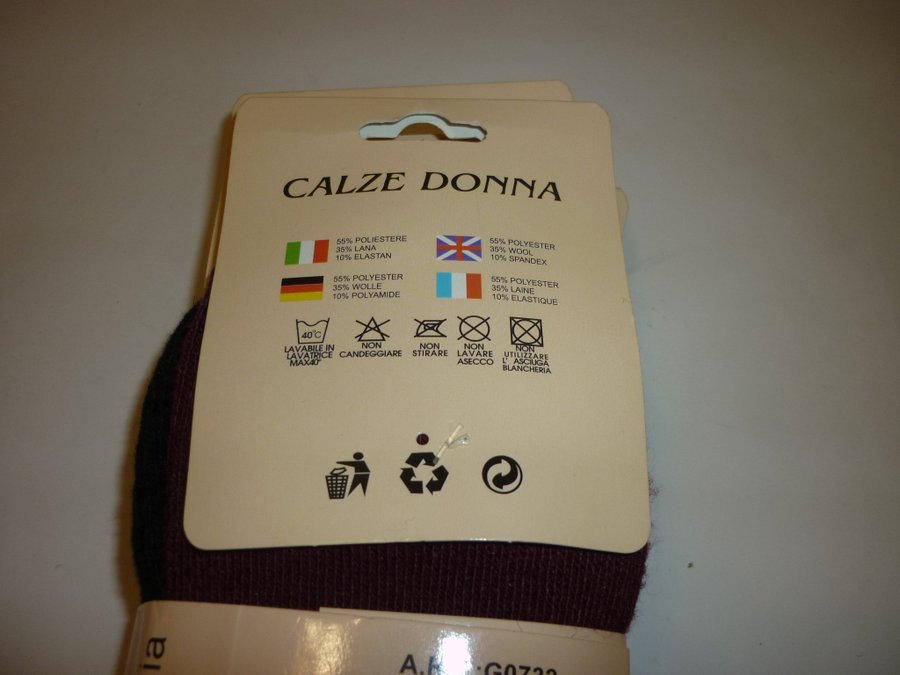 CALZE DONNA
55% POLIESTERE
35% LANA
10% ELASTAN
55% POLYESTER
35% WOOL
10% SPANDEX
55% POLYESTER
35% WOLLE
10% POLYAMIDE
55% POLYESTER
35% LAINE
10% ELASTIQUE
40°C
LAVABILE IN
LAVATRICE
MAX40°
NON
CANDEGGIARE
NON
STIRARE
NON
LAVARE
ASECCO
NON
UTILIZZARE
L' ASCIUGA
BLANCHERIA
ia